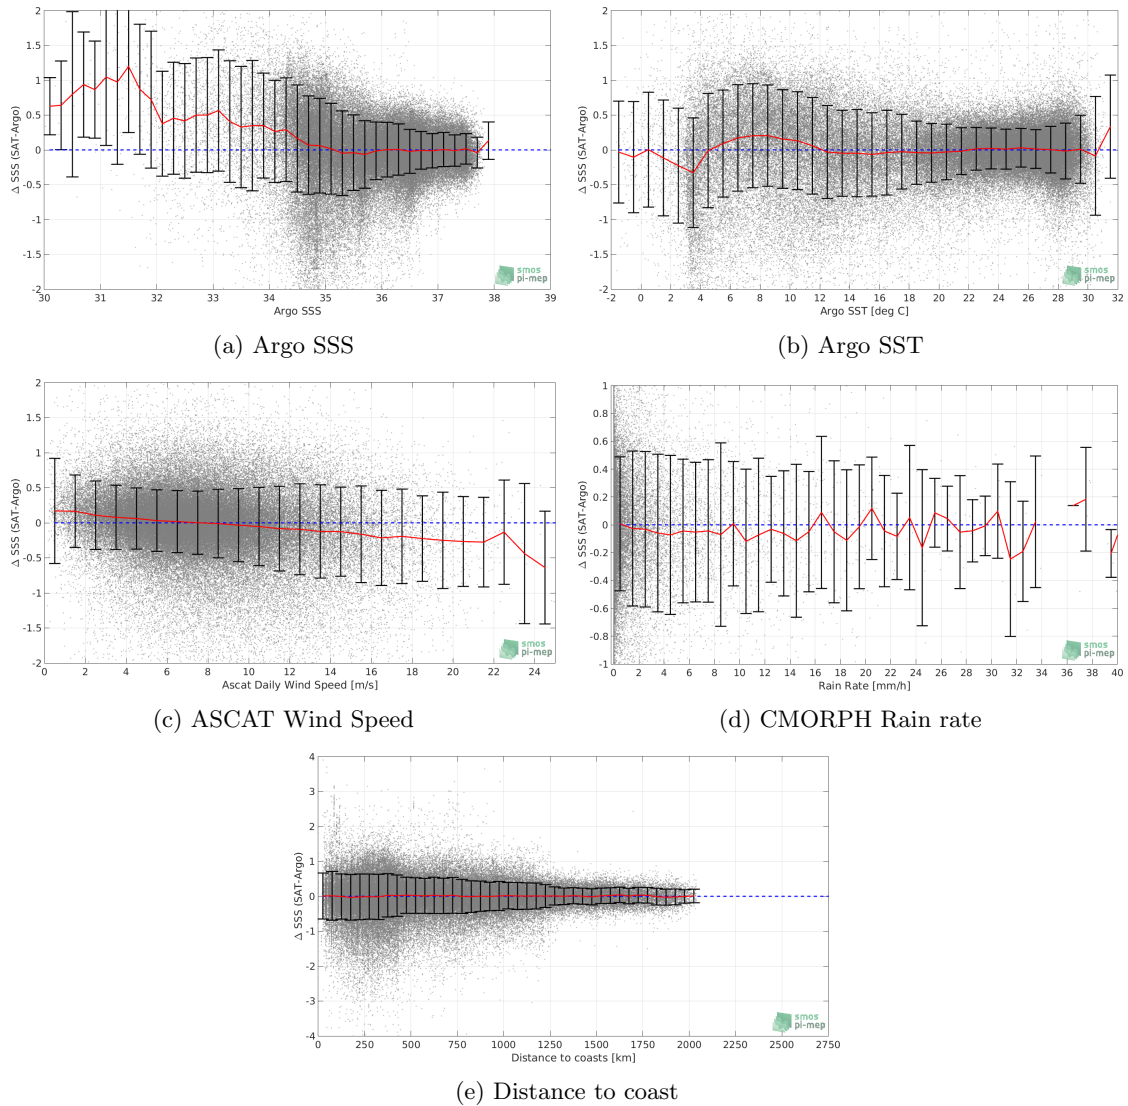 2
1.5
1
0.5
0
-0.5
-1
-1.5
-2
Δ SSS (SAT-Argo)
30 31 32 33 34 35 36 37 38 39
Argo SSS
smos
pi-mep
(a) Argo SSS
2
1.5
1
0.5
0
-0.5
-1
-1.5
-2
Δ SSS (SAT-Argo)
-2 0 2 4 6 8 10 12 14 16 18 20 22 24 26 28 30 32
Argo SST [deg C]
smos
pi-mep
(b) Argo SST
2
1.5
1
0.5
0
-0.5
-1
-1.5
-2
Δ SSS (SAT-Argo)
0 2 4 6 8 10 12 14 16 18 20 22 24
Ascat Daily Wind Speed [m/s]
smos
pi-mep
(c) ASCAT Wind Speed
1
0.8
0.6
0.4
0.2
0
-0.2
-0.4
-0.6
-0.8
-1
Δ SSS (SAT-Argo)
0 2 4 6 8 10 12 14 16 18 20 22 24 26 28 30 32 34 36 38 40
Rain Rate [mm/h]
smos
pi-mep
(d) CMORPH Rain rate
4
3
2
1
0
-1
-2
-3
-4
Δ SSS (SAT-Argo)
0 250 500 750 1000 1250 1500 1750 2000 2250 2500 2750
Distance to coasts [km]
smos
pi-mep
(e) Distance to coast